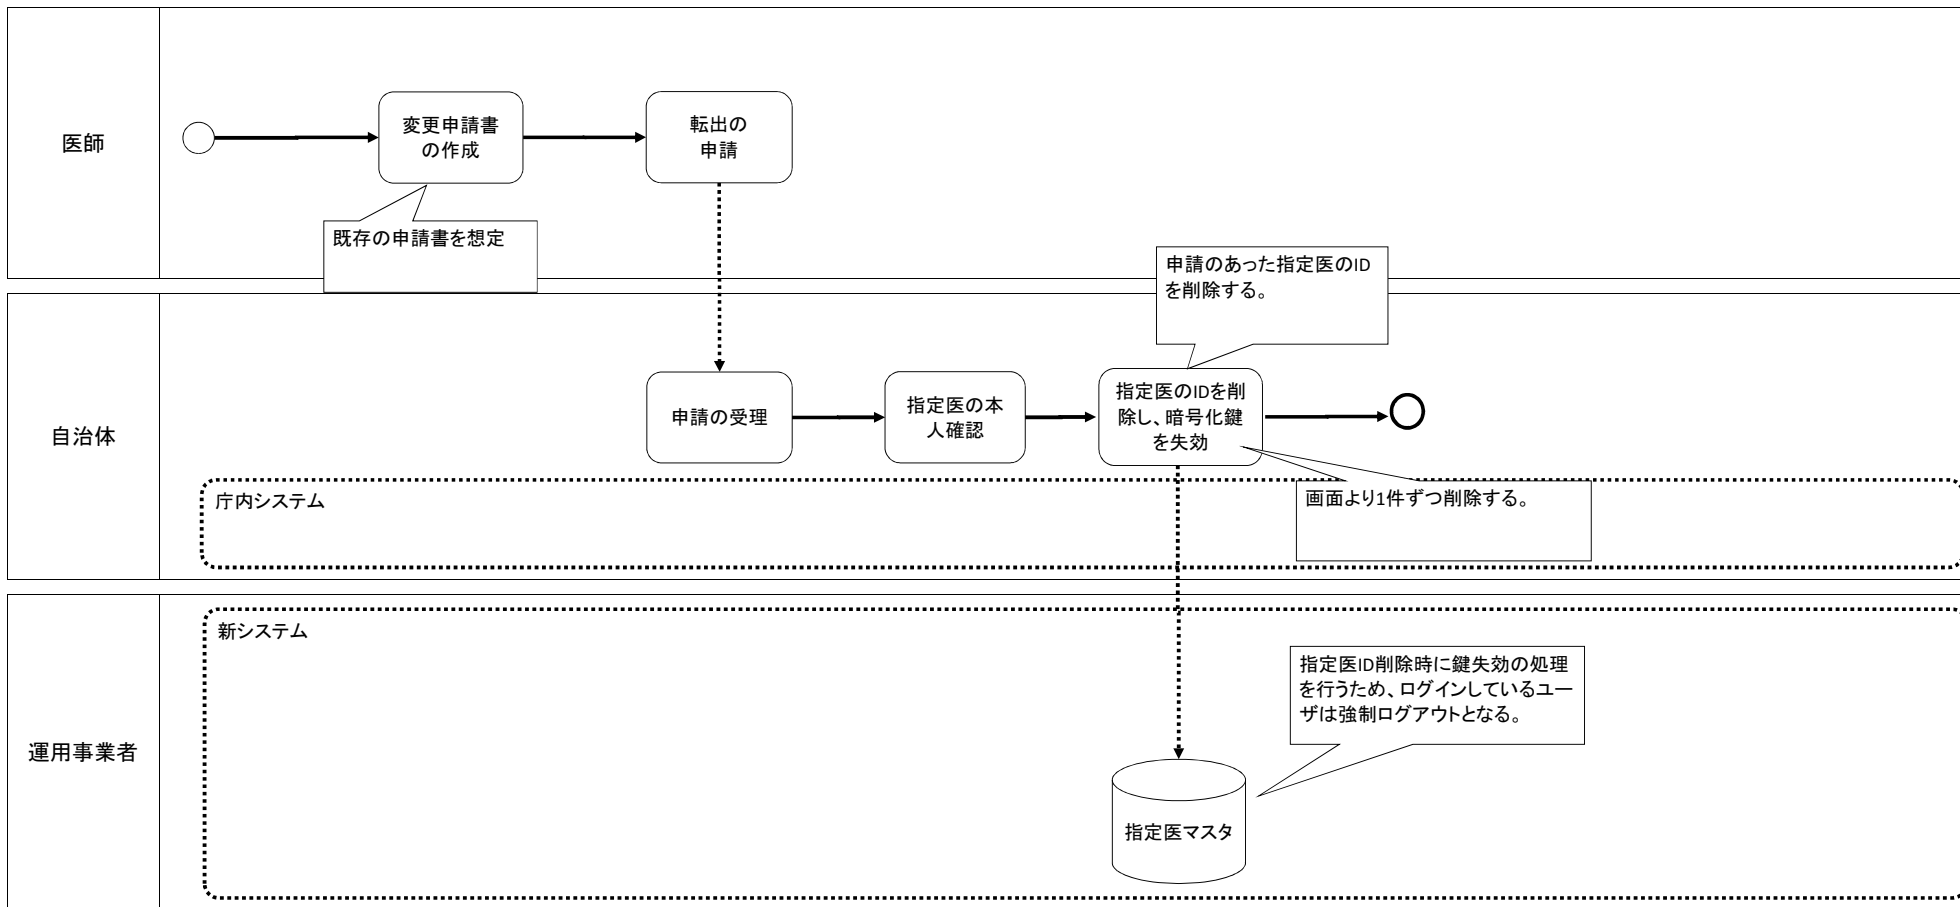 医師
変更申請書
の作成
転出の
申請
既存の申請書を想定
申請のあった指定医のID
を削除する。
自治体
申請の受理
指定医の本
人確認
指定医のIDを削
除し、暗号化鍵
を失効
庁内システム
画面より1件ずつ削除する。
運用事業者
新システム
指定医ID削除時に鍵失効の処理
を行うため、ログインしているユー
ザは強制ログアウトとなる。
指定医マスタ